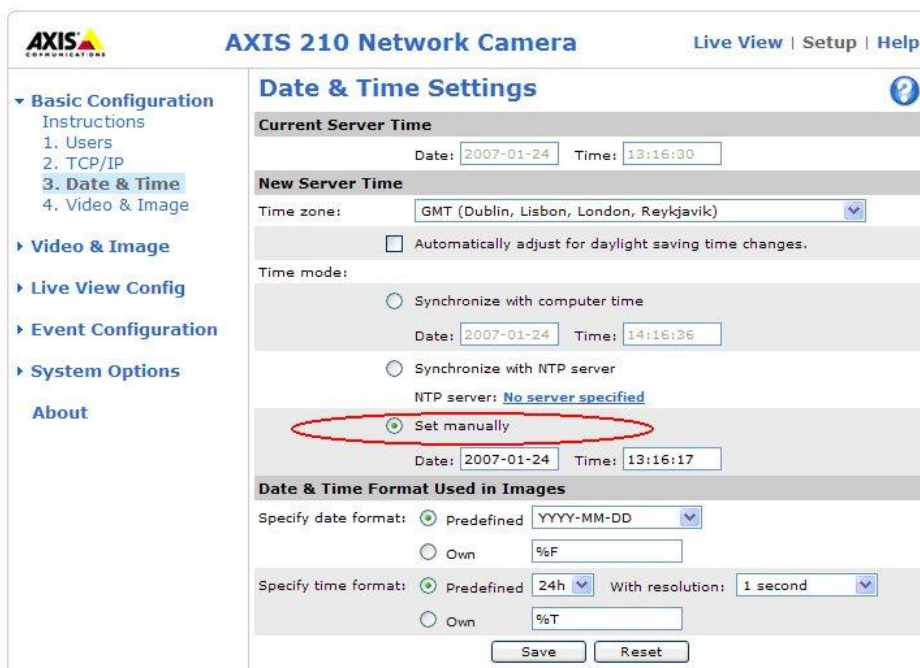 AXIS
COMMUNICATIONS
AXIS 210 Network Camera
Live View | Setup | Help
Basic Configuration
Instructions
1. Users
2. TCP/IP
3. Date & Time
4. Video & Image
Video & Image
Live View Config
Event Configuration
System Options
About
Date & Time Settings
?
Current Server Time
Date: 2007-01-24 Time: 13:16:30
New Server Time
Time zone: GMT (Dublin, Lisbon, London, Reykjavik)
Automatically adjust for daylight saving time changes.
Time mode:
Synchronize with computer time
Date: 2007-01-24 Time: 14:16:36
Synchronize with NTP server
NTP server: No server specified
Set manually
Date: 2007-01-24 Time: 13:16:17
Date & Time Format Used in Images
Specify date format: Predefined YYYY-MM-DD
Own %F
Specify time format: Predefined 24h With resolution: 1 second
Own %T
Save Reset